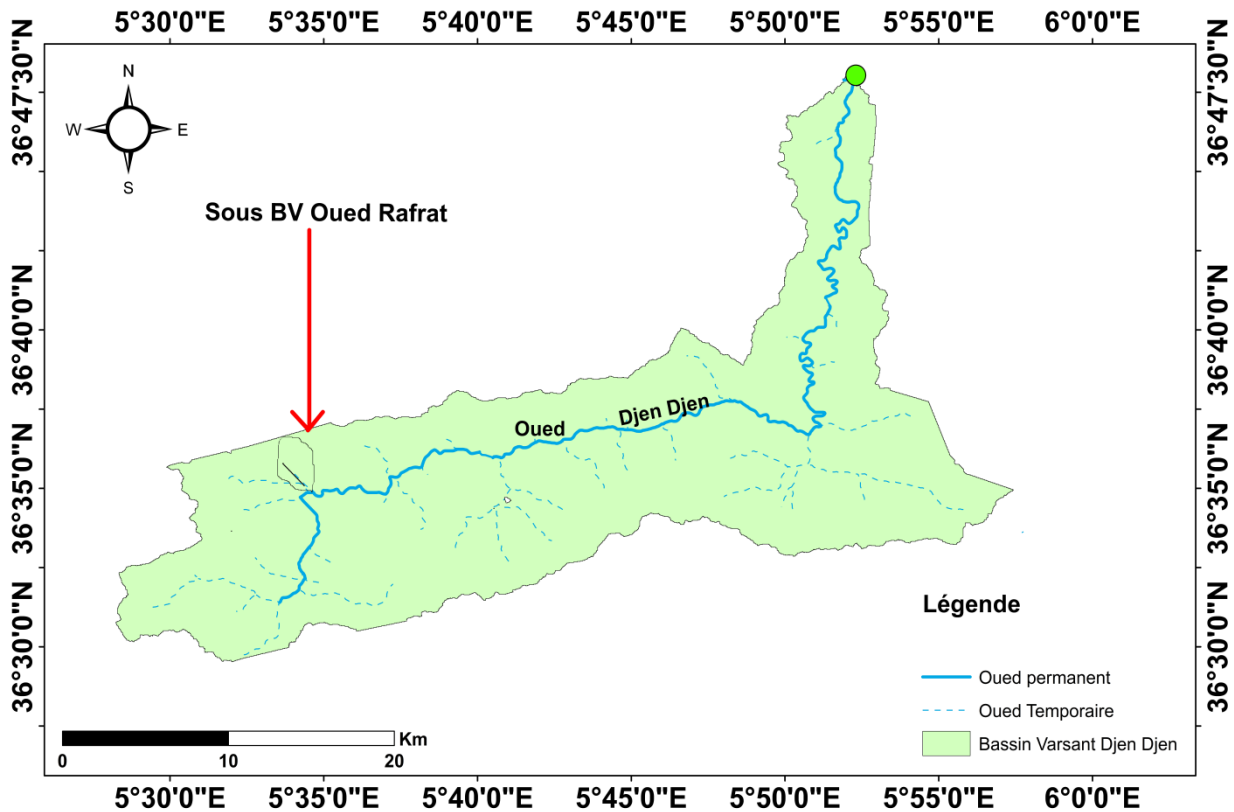 5°30'0"E 5°35'0"E 5°40'0"E 5°45'0"E 5°50'0"E 5°55'0"E 6°0'0"E
36°47'30"N
36°40'0"N
36°35'0"N
36°30'0"N
N
W E
S
Sous BV Oued Rafrat
Oued Djen Djen
Légende
Oued permanent
Oued Temporaire
Bassin Varsant Djen Djen
Km
0 10 20
36°47'30"N
36°40'0"N
36°35'0"N
36°30'0"N
5°30'0"E 5°35'0"E 5°40'0"E 5°45'0"E 5°50'0"E 5°55'0"E 6°0'0"E